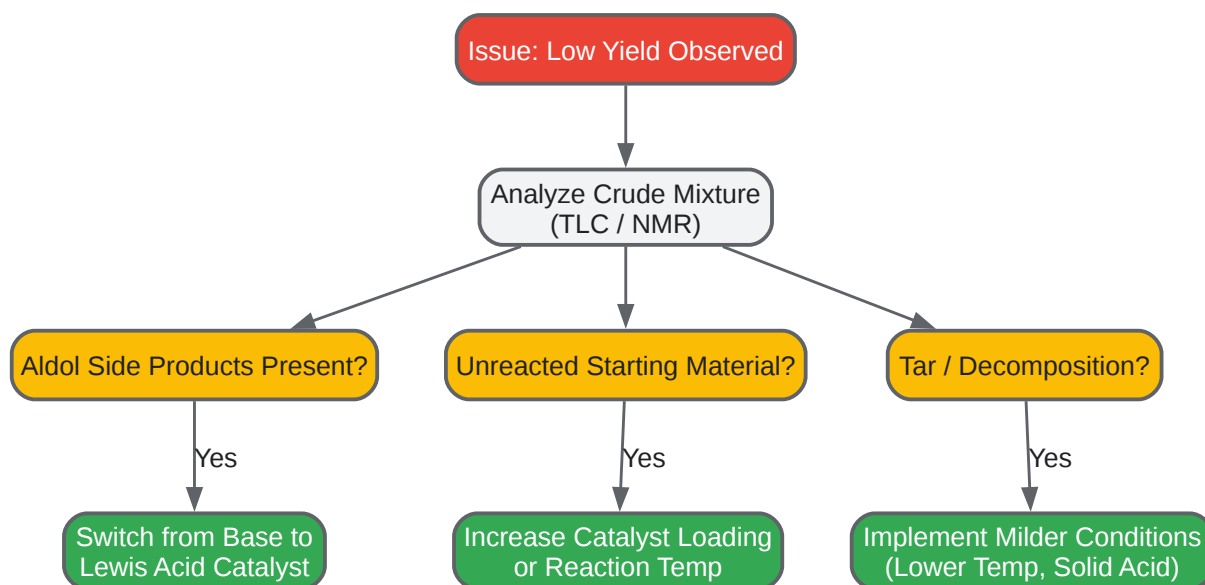 Issue: Low Yield Observed
Analyze Crude Mixture
(TLC / NMR)
Aldol Side Products Present?
Unreacted Starting Material?
Tar / Decomposition?
Yes
Yes
Yes
Switch from Base to
Lewis Acid Catalyst
Increase Catalyst Loading
or Reaction Temp
Implement Milder Conditions
(Lower Temp, Solid Acid)